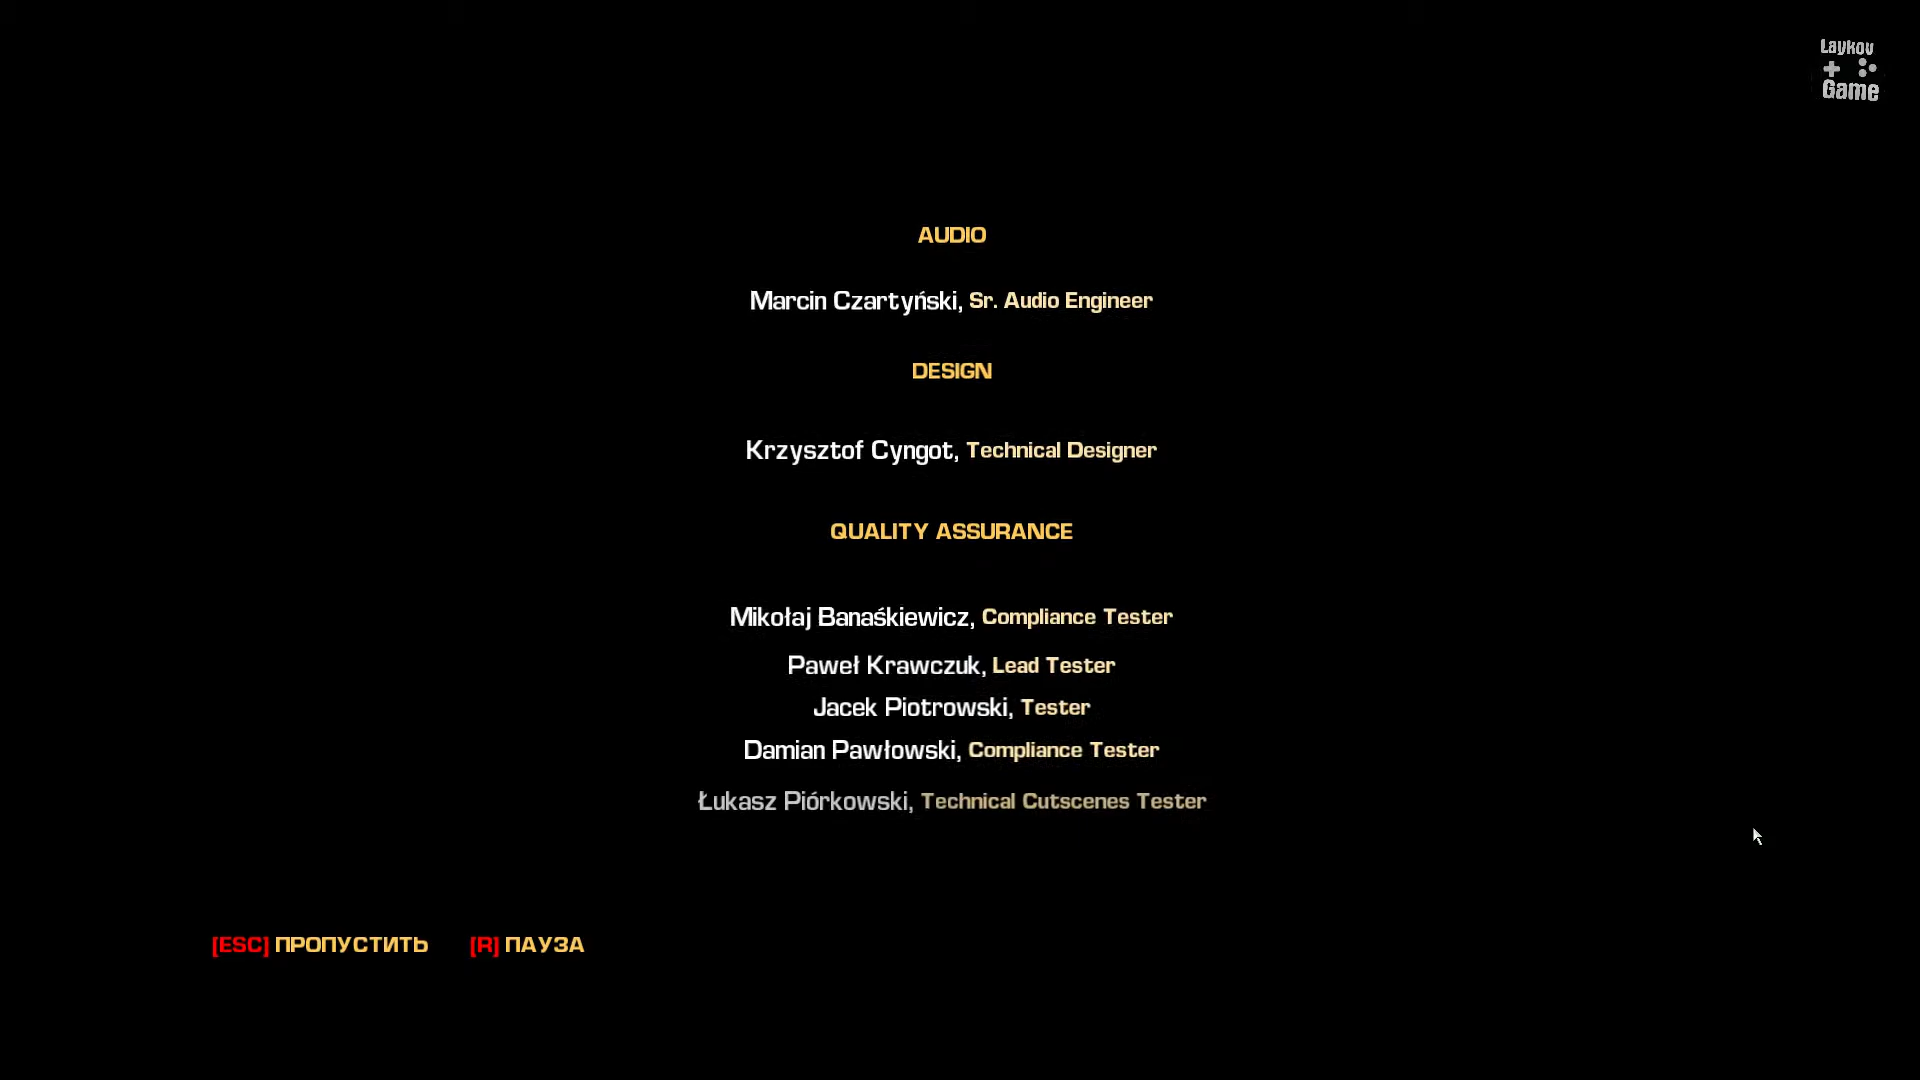 Laykov
Game
AUDIO
Marcin Czartyński, Sr. Audio Engineer
DESIGN
Krzysztof Cyngot, Technical Designer
QUALITY ASSURANCE
Mikołaj Banaśkiewicz, Compliance Tester
Paweł Krawczuk, Lead Tester
Jacek Piotrowski, Tester
Damian Pawłowski, Compliance Tester
Łukasz Piórkowski, Technical Cutscenes Tester
[ESC] ПРОПУСТИТЬ [R] ПАУЗА